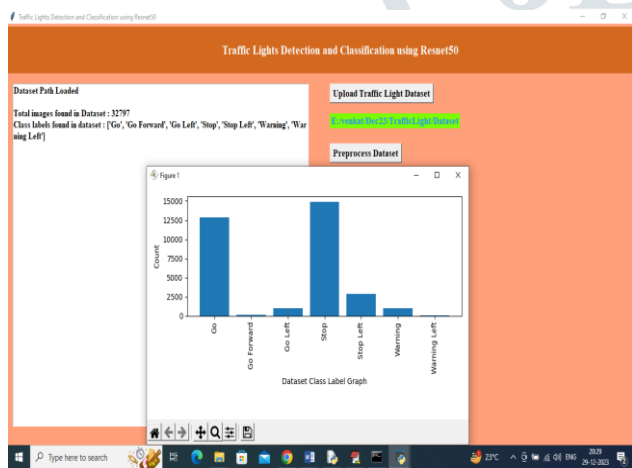 Traffic Lights Detection and Classification using Resnet50
Traffic Lights Detection and Classification using Resnet50
Dataset Path Loaded
Total images found in Dataset : 32797
Class labels found in dataset : ['Go', 'Go Forward', 'Go Left', 'Stop', 'Stop Left', 'Warning', 'War
ning Left']
Upload Traffic Light Dataset
E:/venkat/Dec23/TrafficLight/Dataset
Preprocess Dataset
Figure 1
15000
12500
10000
7500
5000
2500
0
Count
Go
Go Forward
Go Left
Stop
Stop Left
Warning
Warning Left
Dataset Class Label Graph
Type here to search
23°C
ENG
20:29
29-12-2023